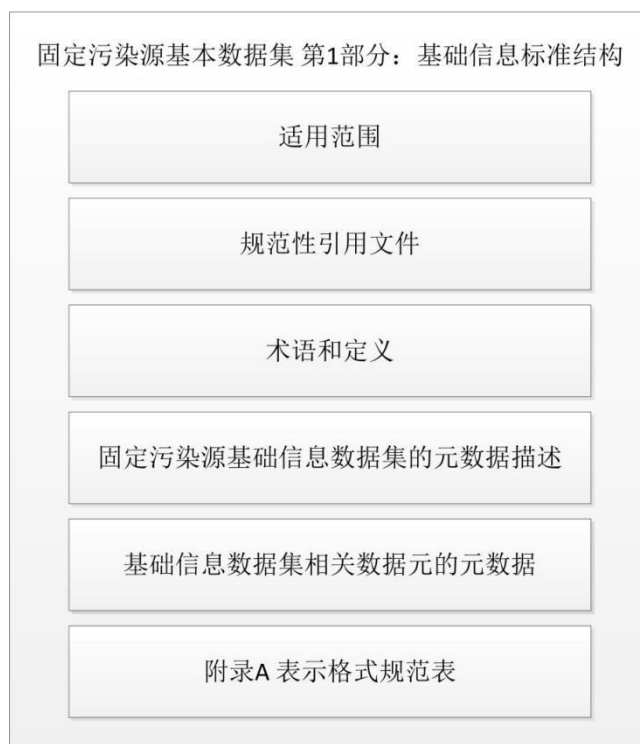 固定污染源基本数据集 第1部分：基础信息标准结构
适用范围
规范性引用文件
术语和定义
固定污染源基础信息数据集的元数据描述
基础信息数据集相关数据元的元数据
附录A 表示格式规范表